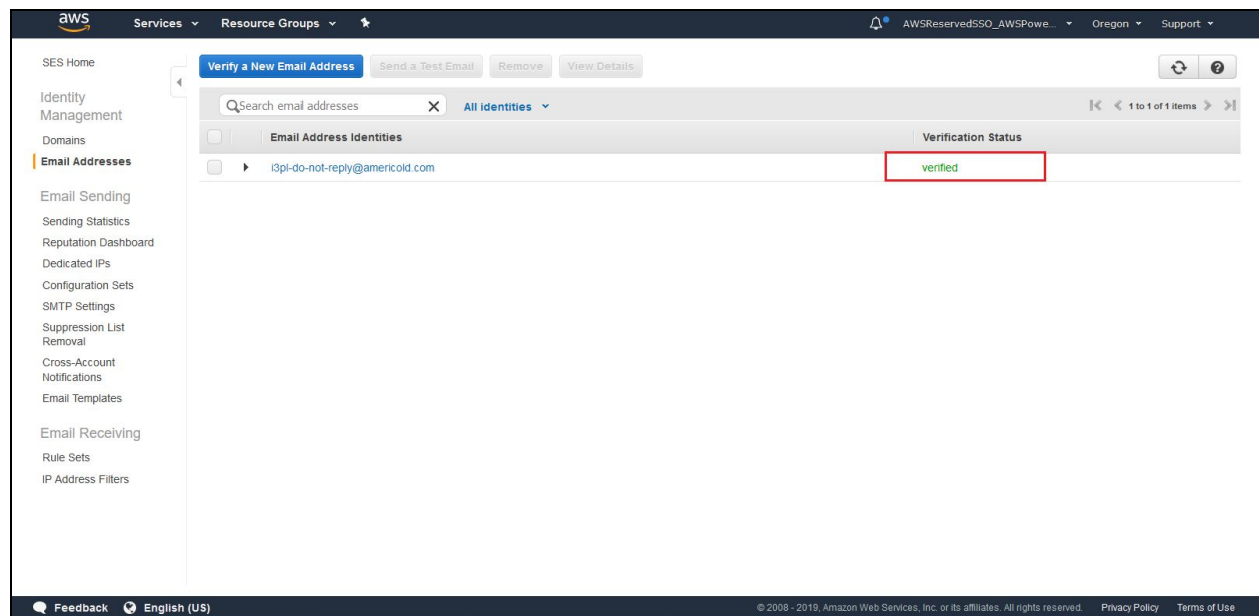 aws Services Resource Groups AWSReservedSSO_AWSPowe... Oregon Support
SES Home
Identity
Management
Domains
Email Addresses
Email Sending
Sending Statistics
Reputation Dashboard
Dedicated IPs
Configuration Sets
SMTP Settings
Suppression List
Removal
Cross-Account
Notifications
Email Templates
Email Receiving
Rule Sets
IP Address Filters
Verify a New Email Address Send a Test Email Remove View Details
Search email addresses All identities 1 to 1 of 1 items
Email Address Identities Verification Status
i3pl-do-not-reply@americold.com verified
Feedback English (US) © 2008 - 2019, Amazon Web Services, Inc. or its affiliates. All rights reserved. Privacy Policy Terms of Use